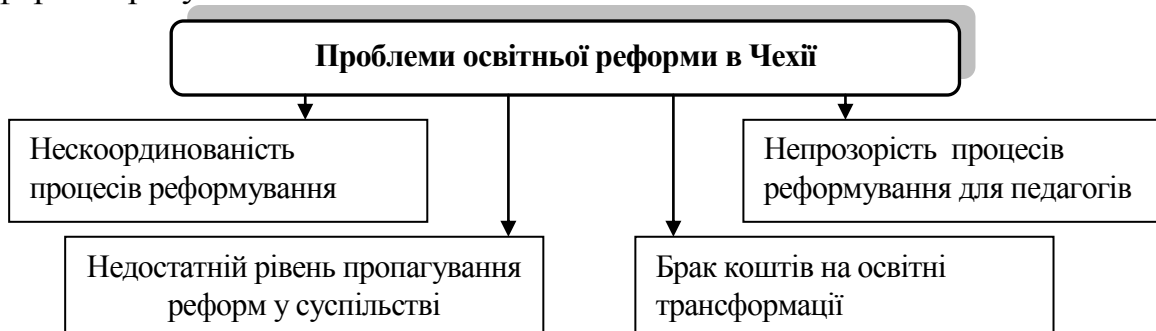 Проблеми освітньої реформи в Чехії
Нескоординованість
процесів реформування
Непрозорість процесів
реформування для педагогів
Недостатній рівень пропагування
реформ у суспільстві
Брак коштів на освітні
трансформації